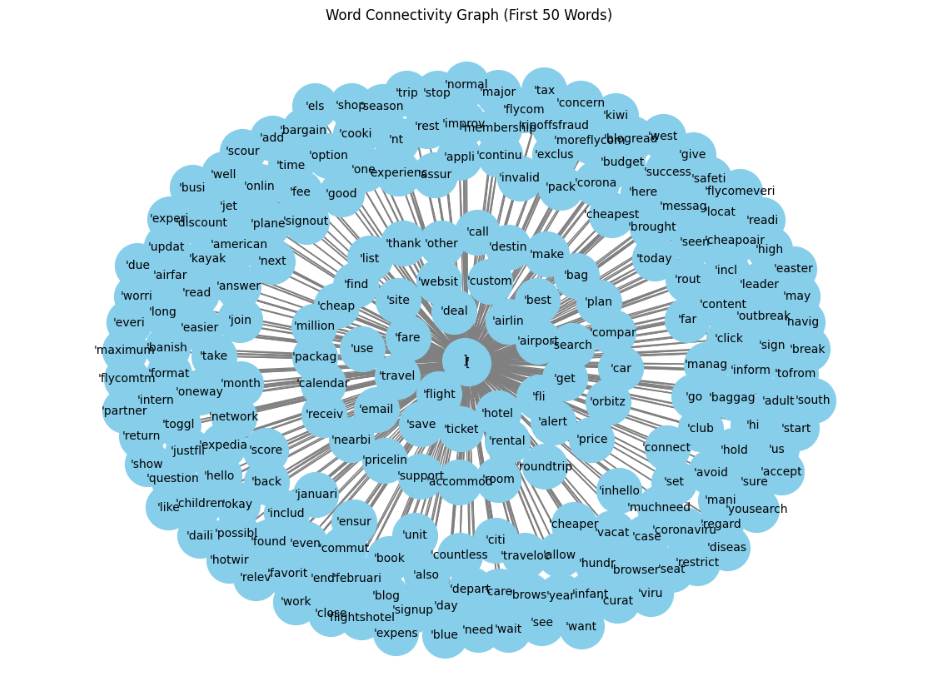 Word Connectivity Graph (First 50 Words)
'normal
'trip 'stop 'major 'tax
'els 'shop 'season 'flycom 'concern
'kiwi
'add 'bargain 'cooki 'nt 'rest 'improv 'membership 'ripoffsfraud
'moreflycom 'blogread 'west
'scour 'option 'appli 'continu 'exclus 'give
'time 'one 'experiens 'assur 'invalid 'budget
'well 'success 'safeti
'busi 'onlin 'fee 'good 'pack 'corona 'here 'flycomeveri
'jet 'messag 'locat
'experi 'discount 'plane 'signout 'cheapest 'brought 'readi
'call
'updat 'american 'thank 'other 'destin 'seen 'cheapoair 'high
'kayak 'next 'list 'make 'today
'due 'airfar 'rout 'incl 'easter
'answer 'find 'websit 'custom 'bag 'leader
'worri 'read 'cheap 'site 'best 'plan 'content 'may
'long 'deal 'outbreak
'everi 'easier 'join 'million 'airlin 'far 'havig
'fare 'airport 'compar 'click
'maximum 'banish 'take 'packag 'use 'search 'sign 'break
'manag 'inform 'tofrom
'flycomtm 'format 'month 'calendar 'travel 'get 'car
'intern 'oneway 'flight 'fli 'orbitz 'go 'baggag 'adult 'south
'partner 'toggl 'network 'receiv 'email 'hotel
'save 'ticket 'alert 'club 'hi 'start
'return 'justfli 'expedia 'score 'nearbi 'rental 'price 'connect 'hold 'us
'show 'question 'hello 'back 'pricelin 'support 'accommod 'room 'roundtrip 'set 'avoid 'sure 'accept
'like 'children 'okay 'includ 'januari 'inhello 'muchneed 'mani 'yousearch
'daili 'possibl 'found 'even 'ensur 'unit 'citi 'cheaper 'vacat 'case 'coronaviru 'regard
'hotwir 'commut 'book 'countless 'allow 'diseas
'relev 'favorit 'end 'februari 'also 'hundr 'browser 'seat 'restrict
'work 'blog 'depart 'care 'brows 'year 'infant 'curat 'viru
'close 'flightshotel 'signup 'day
'expens 'blue 'need 'wait 'see 'want